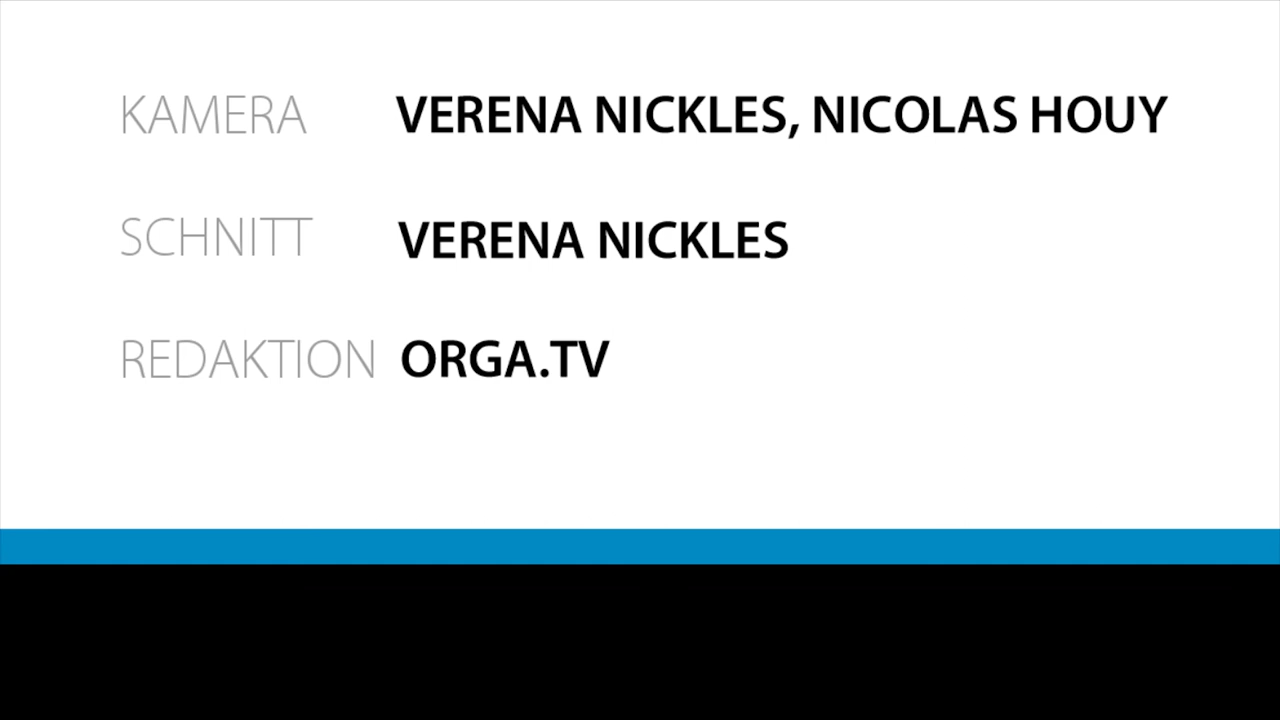 KAMERA VERENA NICKLES, NICOLAS HOUY
SCHNITT VERENA NICKLES
REDAKTION ORGA.TV